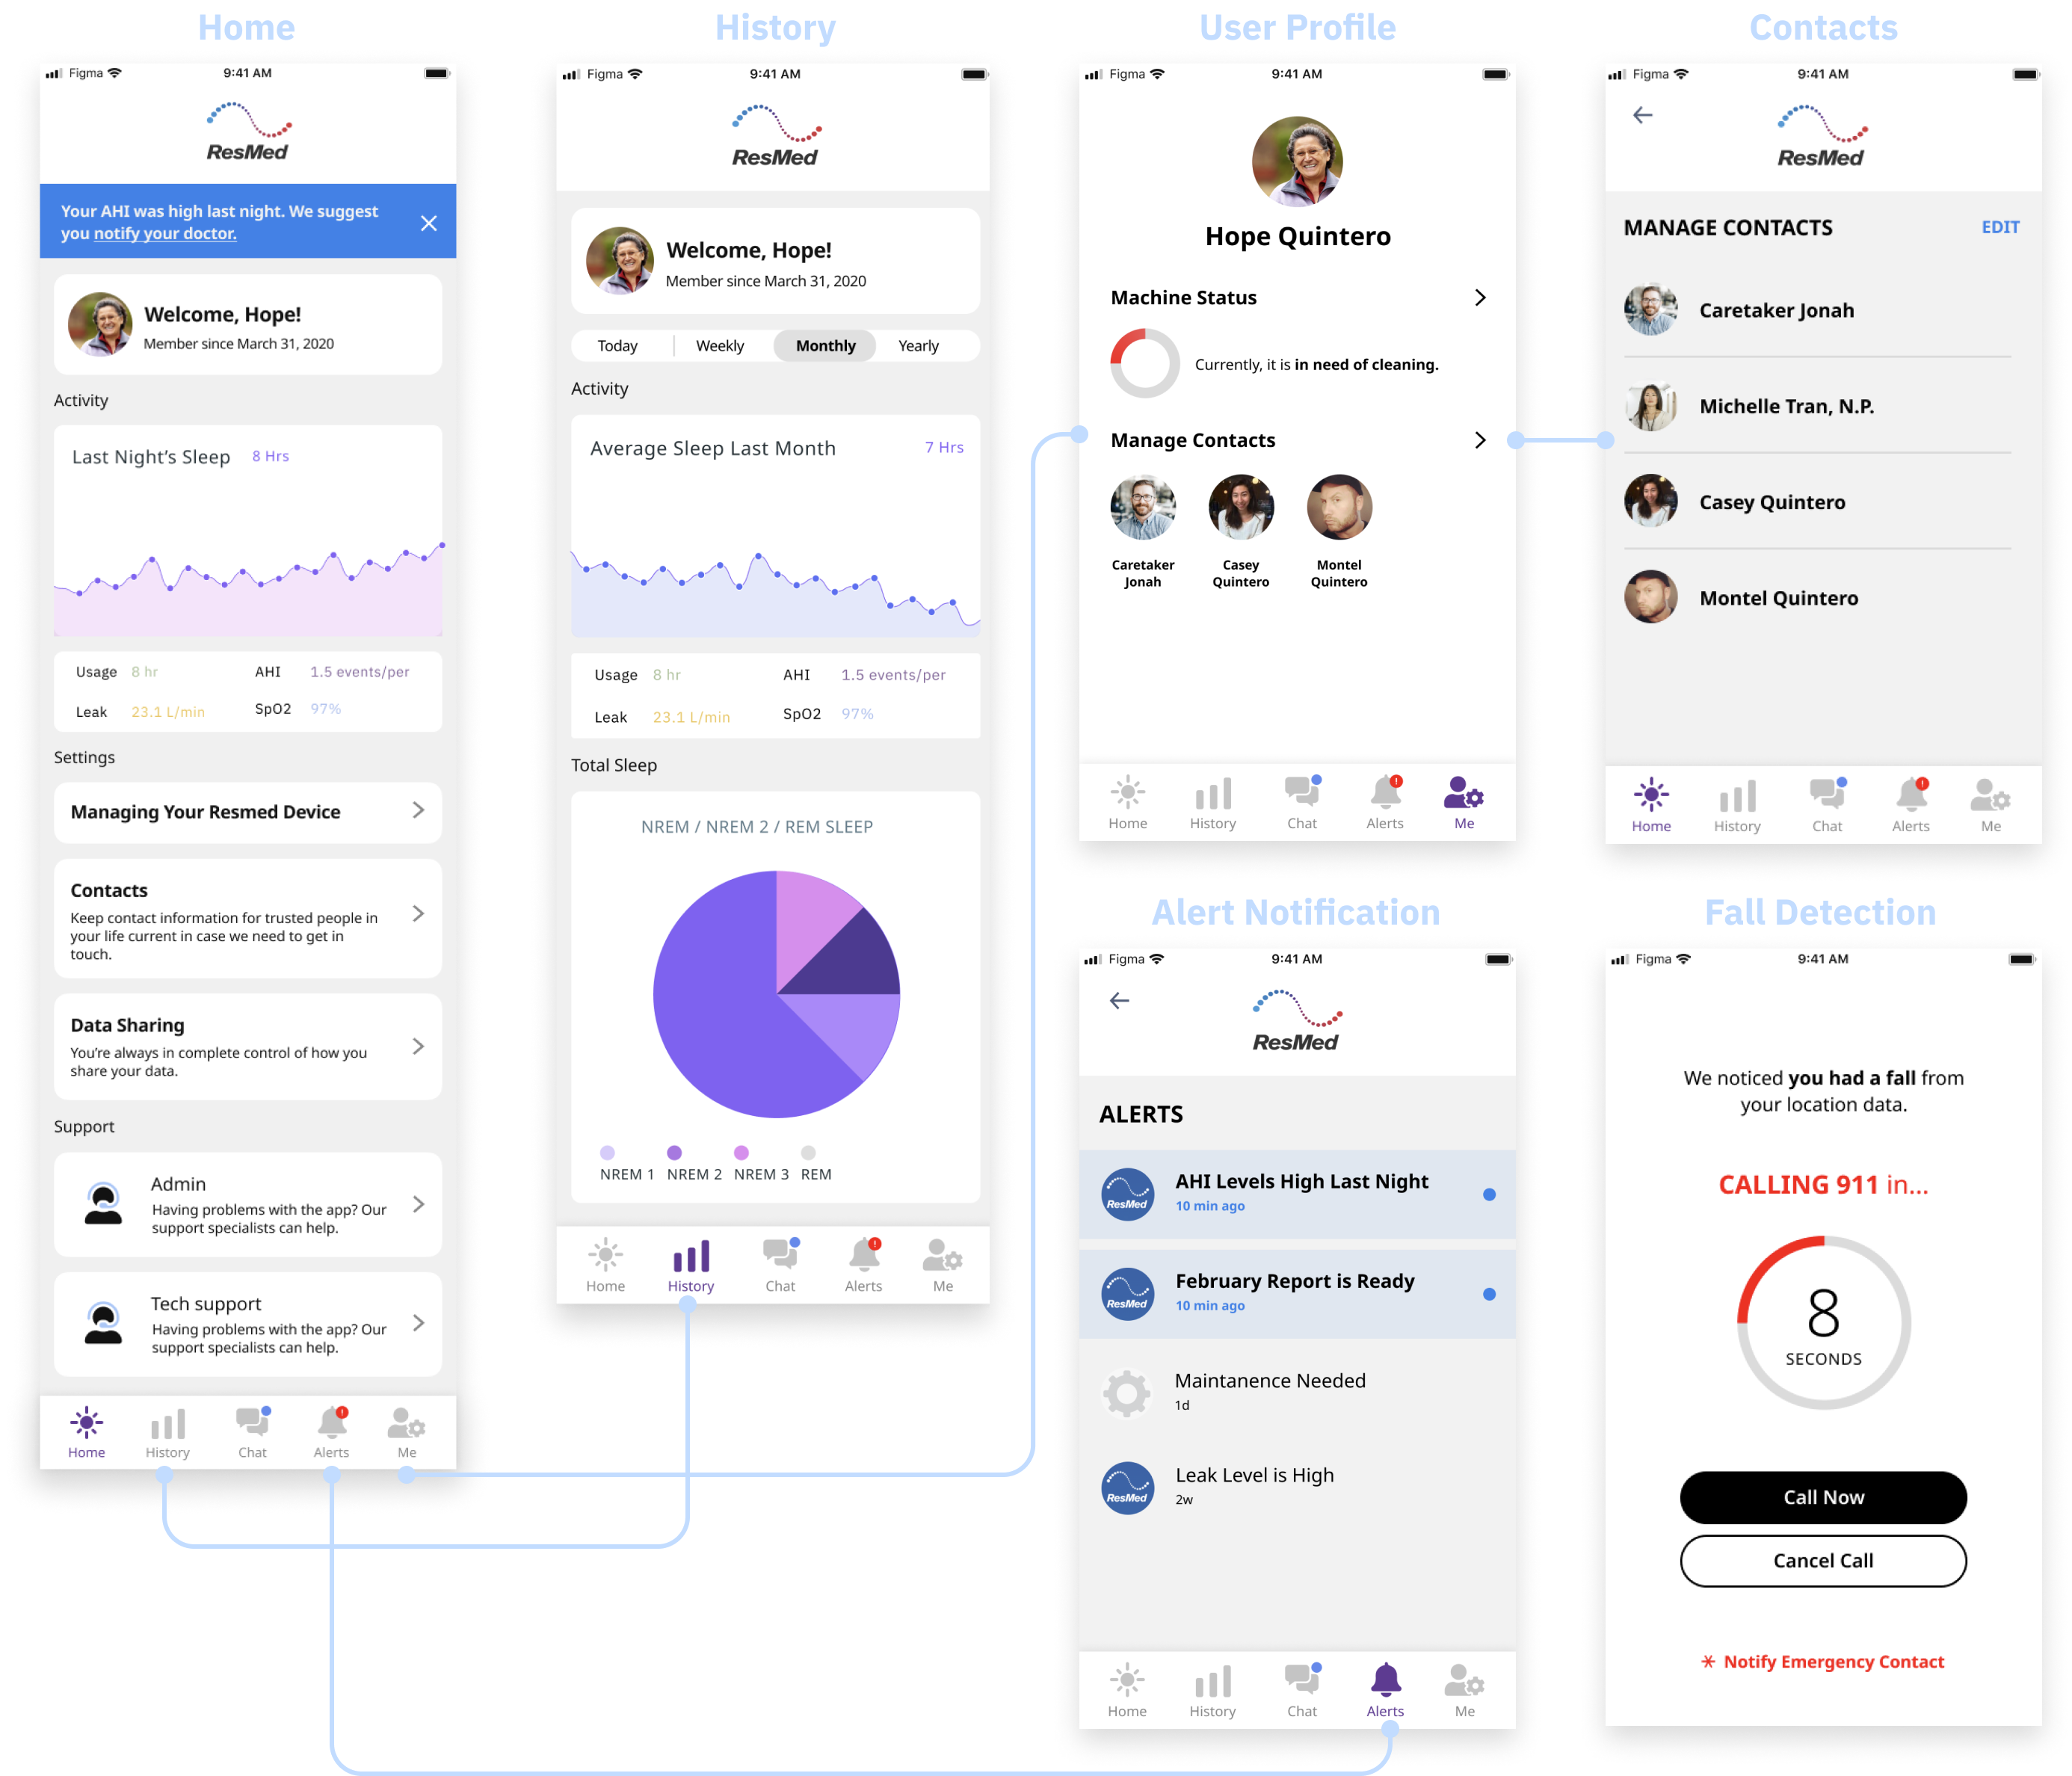 Home
Figma
9:41 AM
ResMed
Your AHI was high last night. We suggest
you notify your doctor.
Welcome, Hope!
Member since March 31, 2020
Activity
Last Night's Sleep 8 Hrs
Usage 8 hr AHI 1.5 events/per
Leak 23.1 L/min SpO2 97%
Settings
Managing Your Resmed Device
Contacts
Keep contact information for trusted people in
your life current in case we need to get in
touch.
Data Sharing
You're always in complete control of how you
share your data.
Support
Admin
Having problems with the app? Our
support specialists can help.
Tech support
Having problems with the app? Our
support specialists can help.
Home History Chat Alerts Me
History
Figma
9:41 AM
ResMed
Welcome, Hope!
Member since March 31, 2020
Today Weekly Monthly Yearly
Activity
Average Sleep Last Month 7 Hrs
Usage 8 hr AHI 1.5 events/per
Leak 23.1 L/min SpO2 97%
Total Sleep
NREM / NREM 2 / REM SLEEP
NREM 1 NREM 2 NREM 3 REM
Home History Chat Alerts Me
User Profile
Figma
9:41 AM
Hope Quintero
Machine Status
Currently, it is in need of cleaning.
Manage Contacts
Caretaker
Jonah
Casey
Quintero
Montel
Quintero
Home History Chat Alerts Me
Contacts
Figma
9:41 AM
ResMed
MANAGE CONTACTS EDIT
Caretaker Jonah
Michelle Tran, N.P.
Casey Quintero
Montel Quintero
Home History Chat Alerts Me
Alert Notification
Figma
9:41 AM
ResMed
ALERTS
ResMed
AHI Levels High Last Night
10 min ago
ResMed
February Report is Ready
10 min ago
Maintanence Needed
1d
ResMed
Leak Level is High
2w
Home History Chat Alerts Me
Fall Detection
Figma
9:41 AM
We noticed you had a fall from
your location data.
CALLING 911 in...
8
SECONDS
Call Now
Cancel Call
* Notify Emergency Contact